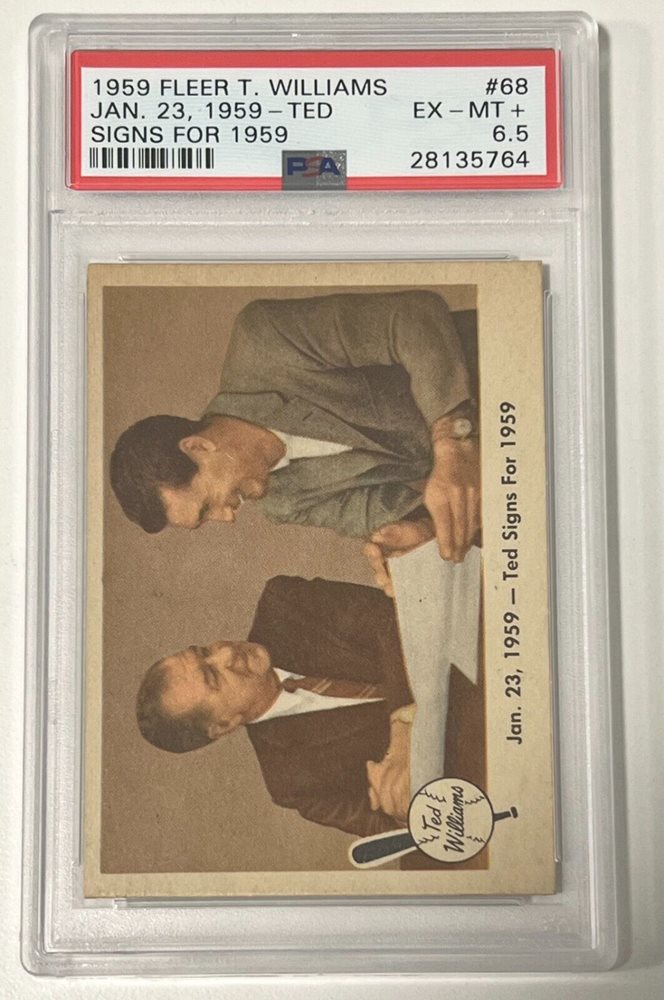 1959 FLEER T. WILLIAMS #68
JAN. 23, 1959 - TED EX - MT +
SIGNS FOR 1959 6.5
PSA 28135764
Jan. 23, 1959 — Ted Signs For 1959
Ted
Williams